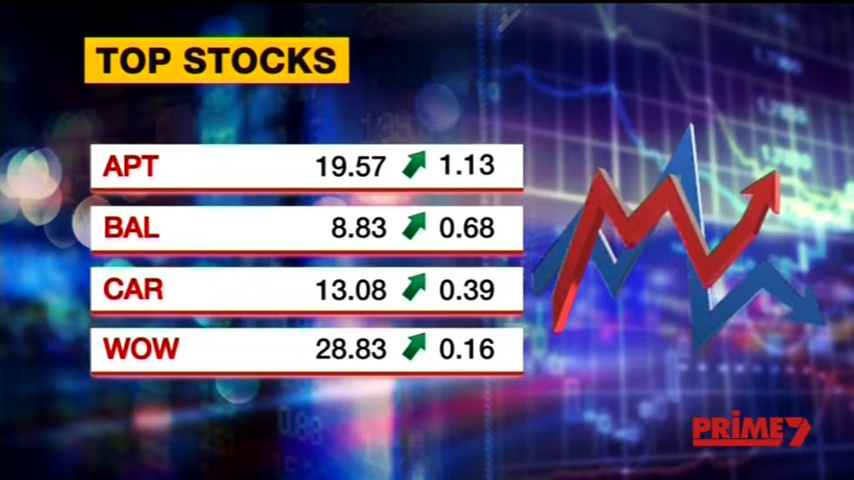 TOP STOCKS
APT 19.57 1.13
BAL 8.83 0.68
CAR 13.08 0.39
WOW 28.83 0.16
PRiME7